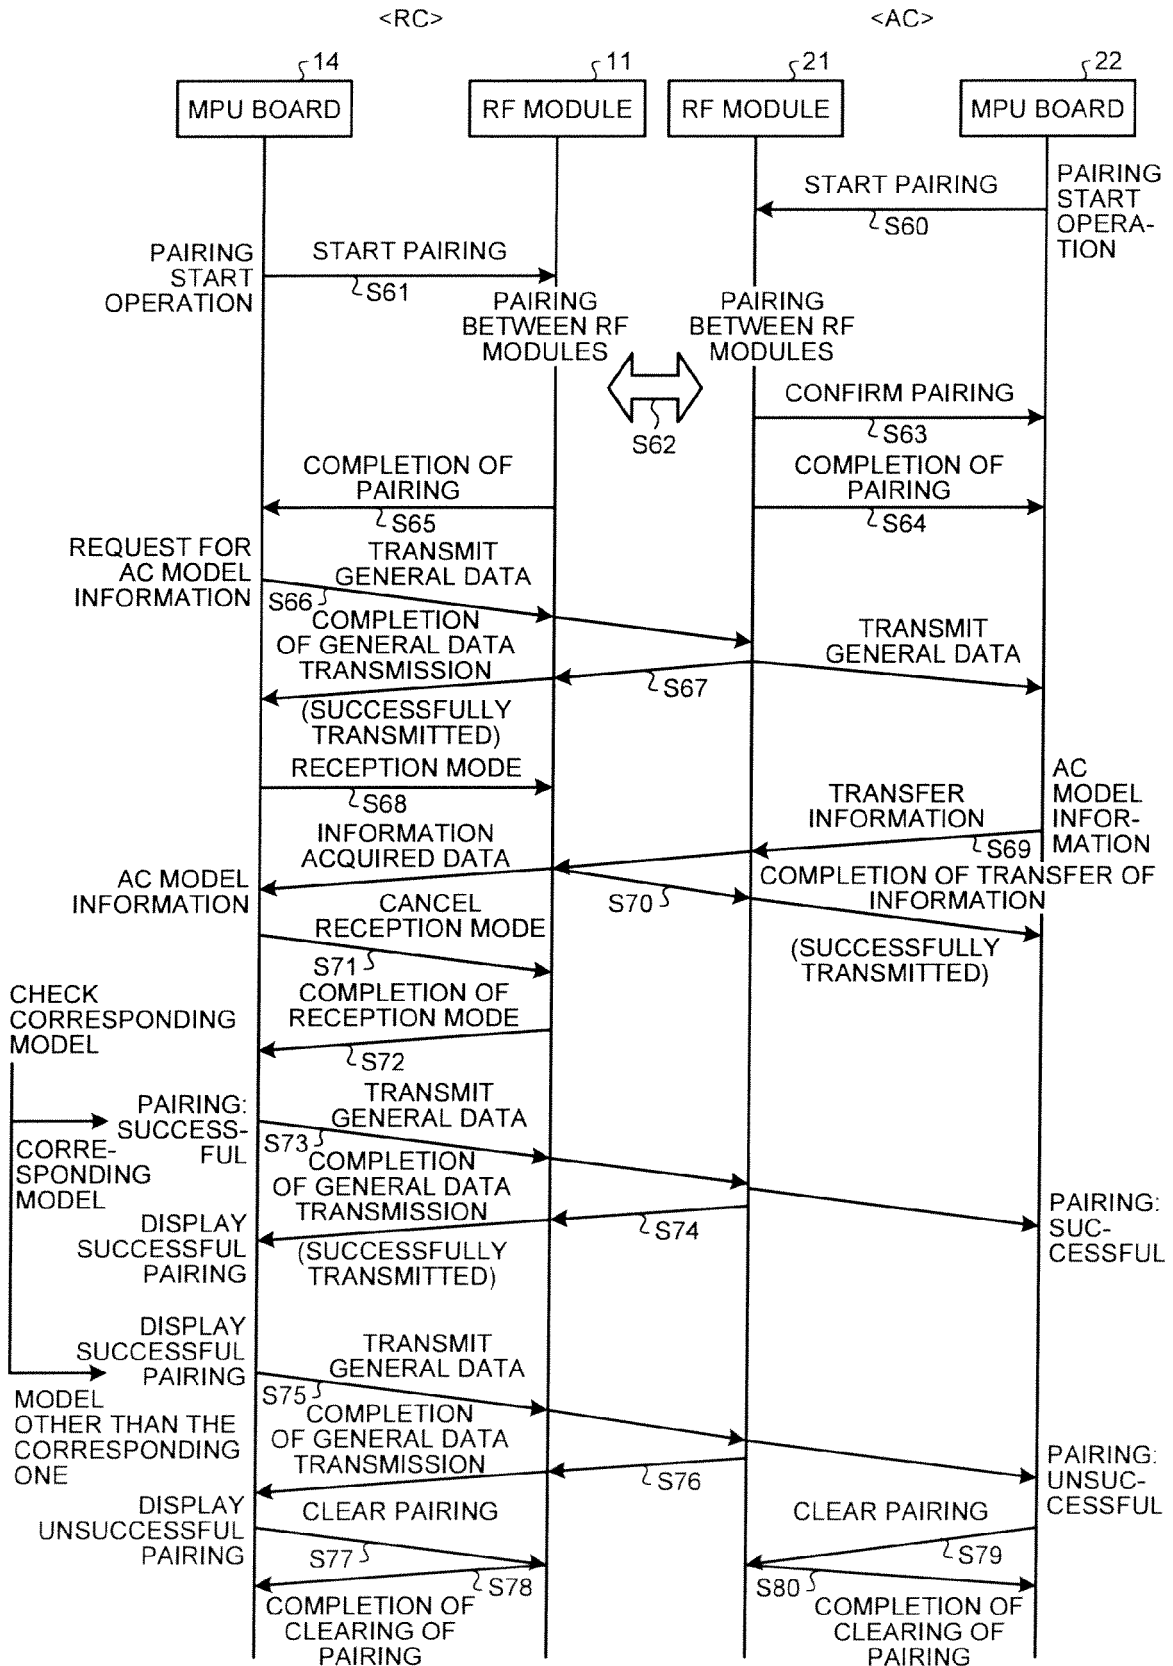 <RC>
<AC>
14
11
21
22
MPU BOARD
RF MODULE
RF MODULE
MPU BOARD
START PAIRING
S60
PAIRING
START
OPERA-
TION
PAIRING
START
OPERATION
START PAIRING
S61
PAIRING
BETWEEN RF
MODULES
PAIRING
BETWEEN RF
MODULES
S62
CONFIRM PAIRING
S63
COMPLETION OF
PAIRING
S65
COMPLETION OF
PAIRING
S64
REQUEST FOR
AC MODEL
INFORMATION
TRANSMIT
GENERAL DATA
S66
COMPLETION
OF GENERAL DATA
TRANSMISSION
S67
TRANSMIT
GENERAL DATA
(SUCCESSFULLY
TRANSMITTED)
RECEPTION MODE
S68
TRANSFER
INFORMATION
S69
AC
MODEL
INFOR-
MATION
INFORMATION
ACQUIRED DATA
AC MODEL
INFORMATION
S70
COMPLETION OF TRANSFER OF
INFORMATION
(SUCCESSFULLY
TRANSMITTED)
CANCEL
RECEPTION MODE
S71
COMPLETION OF
RECEPTION MODE
S72
CHECK
CORRESPONDING
MODEL
PAIRING:
SUCCESS-
FUL
CORRE-
SPONDING
MODEL
TRANSMIT
GENERAL DATA
S73
COMPLETION
OF GENERAL DATA
TRANSMISSION
S74
(SUCCESSFULLY
TRANSMITTED)
PAIRING:
SUC-
CESSFUL
DISPLAY
SUCCESSFUL
PAIRING
DISPLAY
SUCCESSFUL
PAIRING
MODEL
OTHER THAN THE
CORRESPONDING
ONE
TRANSMIT
GENERAL DATA
S75
COMPLETION
OF GENERAL DATA
TRANSMISSION
S76
PAIRING:
UNSUC-
CESSFUL
DISPLAY
UNSUCCESSFUL
PAIRING
CLEAR PAIRING
S77
S78
COMPLETION OF
CLEARING OF
PAIRING
CLEAR PAIRING
S79
S80
COMPLETION OF
CLEARING OF
PAIRING